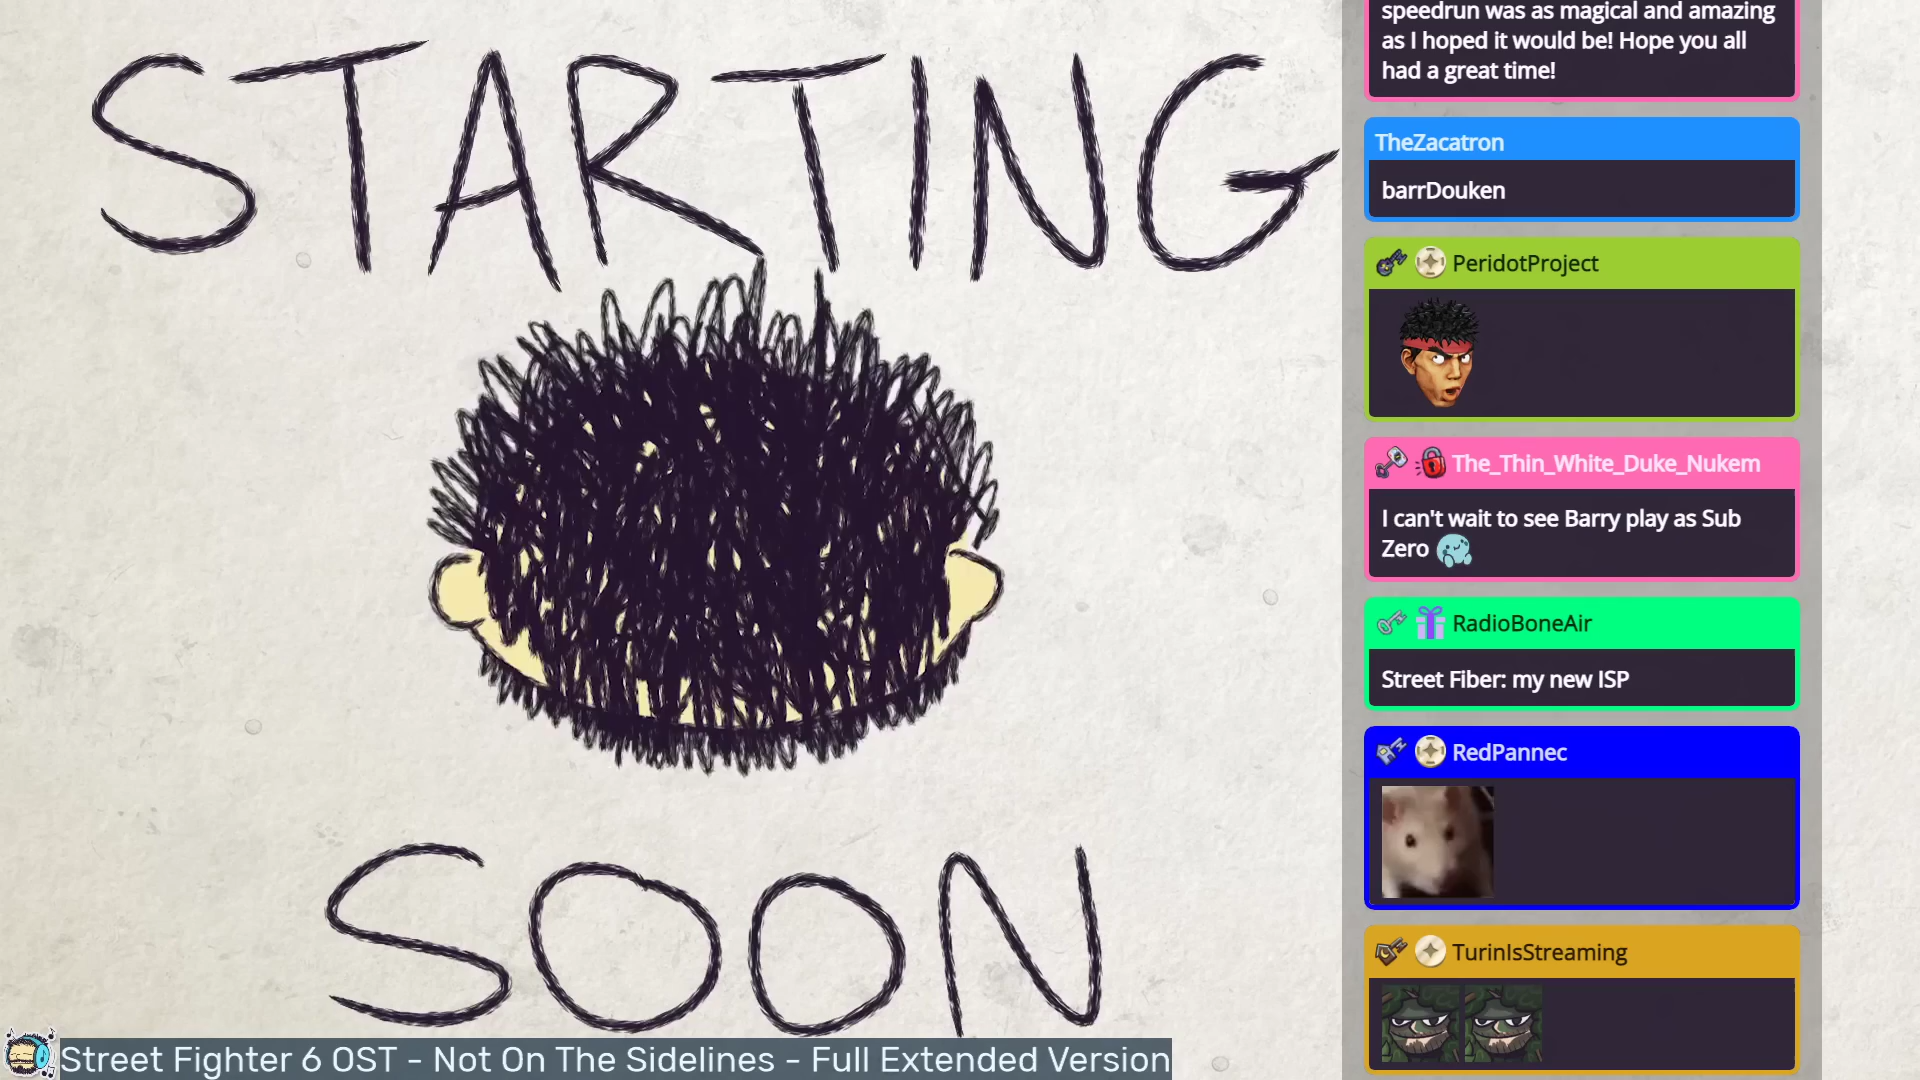 STARTING
SOON
speedrun was as magical and amazing
as I hoped it would be! Hope you all
had a great time!
TheZacatron
barrDouken
PeridotProject
The_Thin_White_Duke_Nukem
I can't wait to see Barry play as Sub
Zero
RadioBoneAir
Street Fiber: my new ISP
RedPannec
TurinIsStreaming
Street Fighter 6 OST - Not On The Sidelines - Full Extended Version